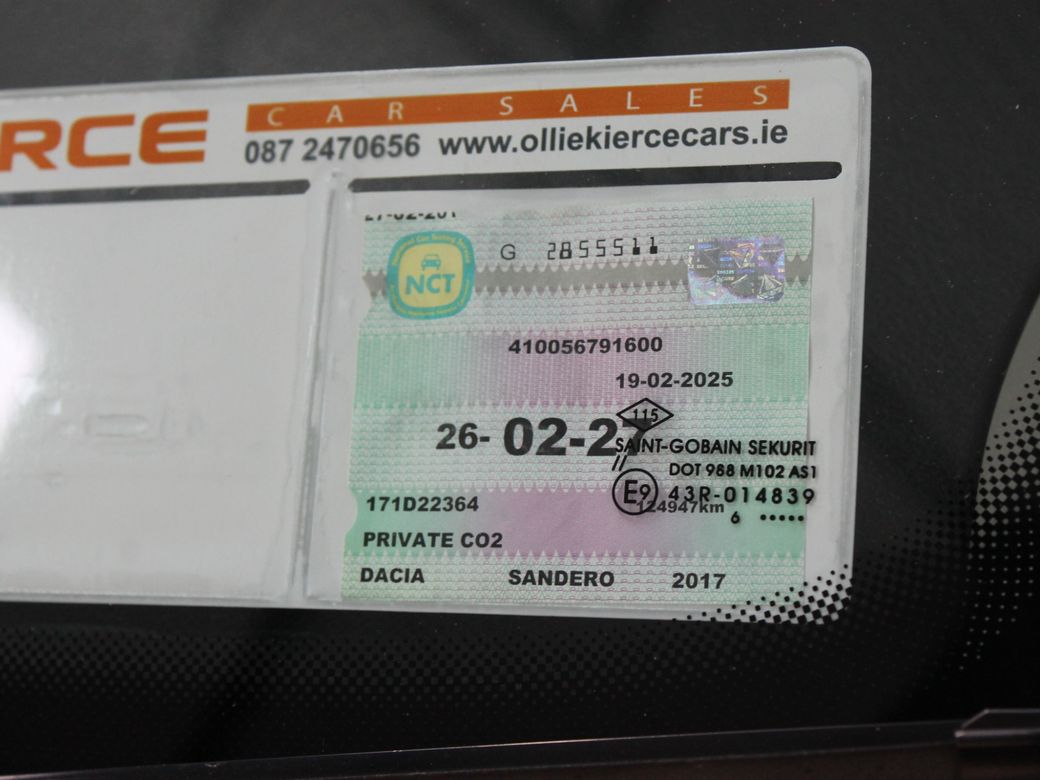 RCE
CAR SALES
087 2470656 www.olliekiercecars.ie
NCT
G 2855511
410056791600
19-02-2025
115
26-02-2
SAINT-GOBAIN SEKURIT
DOT 988 M102 AS1
E9 43R-014839
171D22364
124947km
6 .....
PRIVATE CO2
DACIA SANDERO 2017